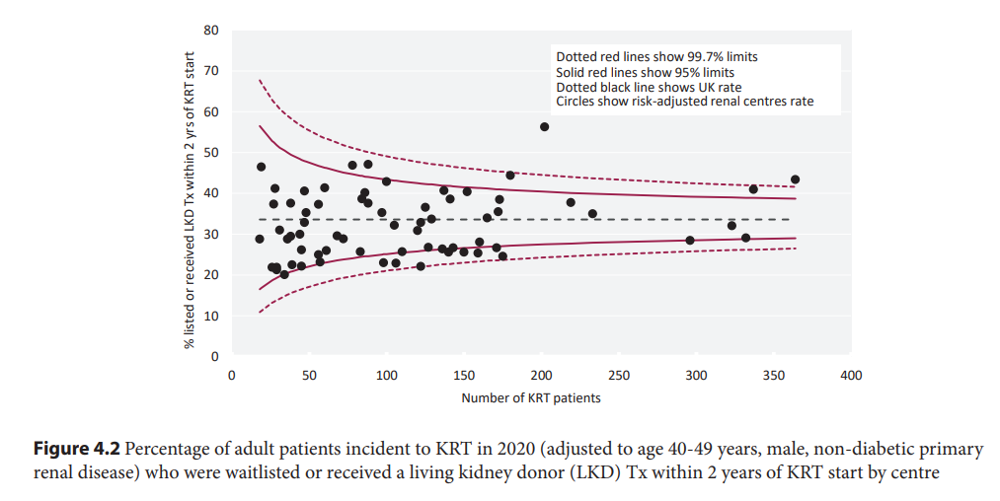 80
70
60
50
40
30
20
10
0
% listed or received LKD Tx within 2 yrs of KRT start
Dotted red lines show 99.7% limits
Solid red lines show 95% limits
Dotted black line shows UK rate
Circles show risk-adjusted renal centres rate
0 50 100 150 200 250 300 350 400
Number of KRT patients
Figure 4.2 Percentage of adult patients incident to KRT in 2020 (adjusted to age 40-49 years, male, non-diabetic primary
renal disease) who were waitlisted or received a living kidney donor (LKD) Tx within 2 years of KRT start by centre